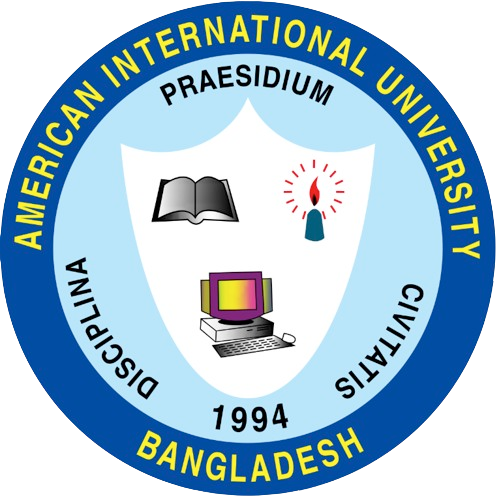 AMERICAN INTERNATIONAL UNIVERSITY
PRAESIDIUM
DISCIPLINA
CIVITATIS
1994
BANGLADESH